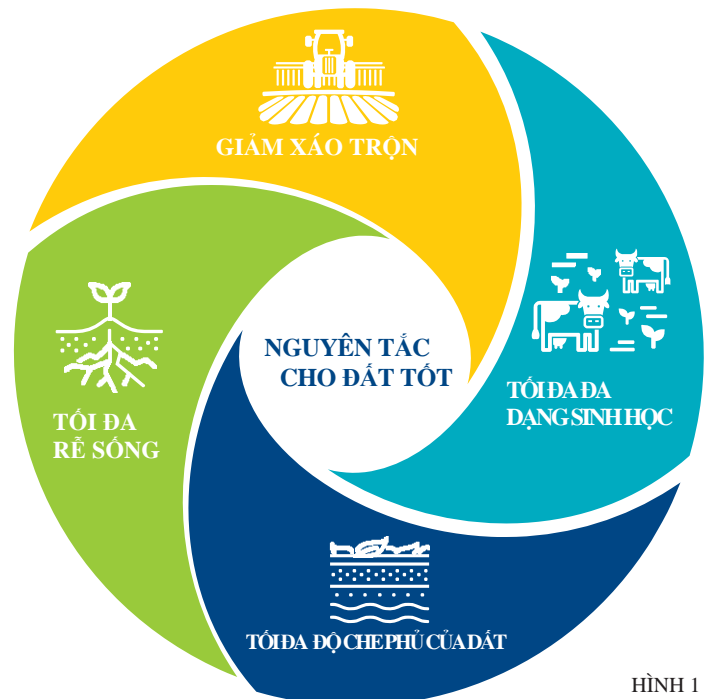 GIẢM XÁO TRỘN
NGUYÊN TẮC
CHO ĐẤT TỐT
TỐI ĐA ĐA
DẠNG SINH HỌC
TỐI ĐA
RỄ SỐNG
TỐI ĐA ĐỘ CHE PHỦ CỦA DẤT
HÌNH 1